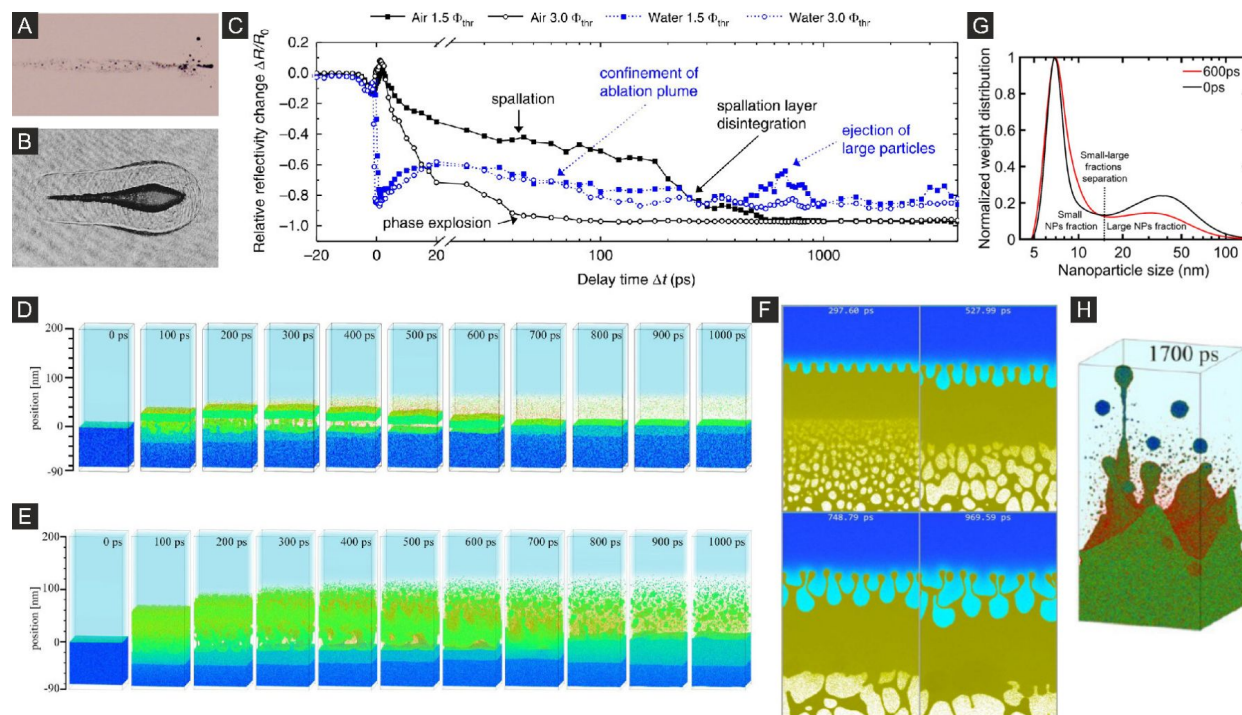 A
B
C
Air 1.5 Φthr
Air 3.0 Φthr
Water 1.5 Φthr
Water 3.0 Φthr
Relative reflectivity change ΔR/R0
0.2
0.0
−0.2
−0.4
−0.6
−0.8
−1.0
spallation
confinement of
ablation plume
spallation layer
disintegration
ejection of
large particles
phase explosion
−20
0
20
100
1000
Delay time Δt (ps)
G
Normalized weight distribution
1
0.8
0.6
0.4
0.2
0
600ps
0ps
Small-large
fractions
separation
Small
NPs fraction
Large NPs fraction
5
10
50
100
Nanoparticle size (nm)
D
position [nm]
200
100
0
-90
0 ps
100 ps
200 ps
300 ps
400 ps
500 ps
600 ps
700 ps
800 ps
900 ps
1000 ps
E
position [nm]
200
100
0
-90
0 ps
100 ps
200 ps
300 ps
400 ps
500 ps
600 ps
700 ps
800 ps
900 ps
1000 ps
F
297.60 ps
527.99 ps
748.79 ps
969.59 ps
H
1700 ps